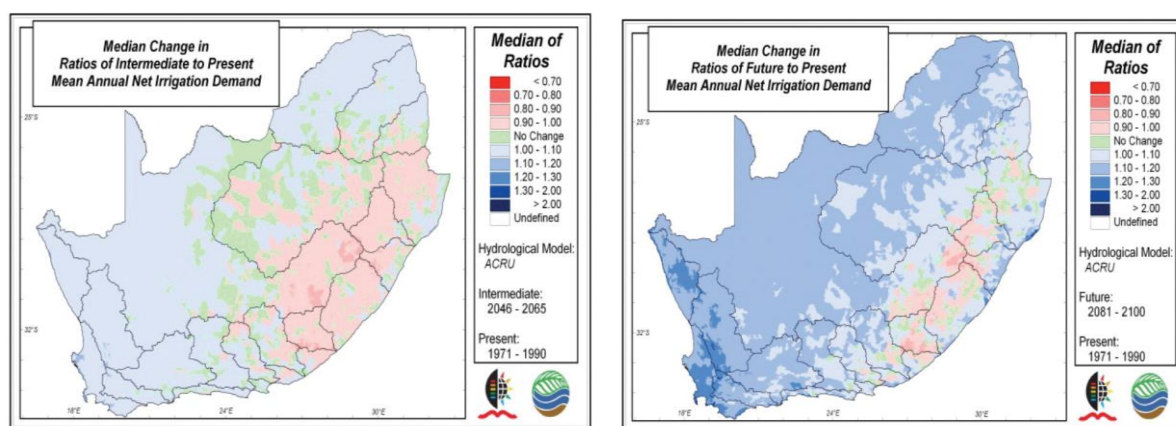 Median Change in
Ratios of Intermediate to Present
Mean Annual Net Irrigation Demand
Median of
Ratios
< 0.70
0.70 - 0.80
0.80 - 0.90
0.90 - 1.00
No Change
1.00 - 1.10
1.10 - 1.20
1.20 - 1.30
1.30 - 2.00
> 2.00
Undefined
Hydrological Model:
ACRU
Intermediate:
2046 - 2065
Present:
1971 - 1990
32°S
24°E
30°E
Median Change in
Ratios of Future to Present
Mean Annual Net Irrigation Demand
Median of
Ratios
< 0.70
0.70 - 0.80
0.80 - 0.90
0.90 - 1.00
No Change
1.00 - 1.10
1.10 - 1.20
1.20 - 1.30
1.30 - 2.00
> 2.00
Undefined
Hydrological Model:
ACRU
Future:
2081 - 2100
Present:
1971 - 1990
32°S
18°E
24°E
30°E